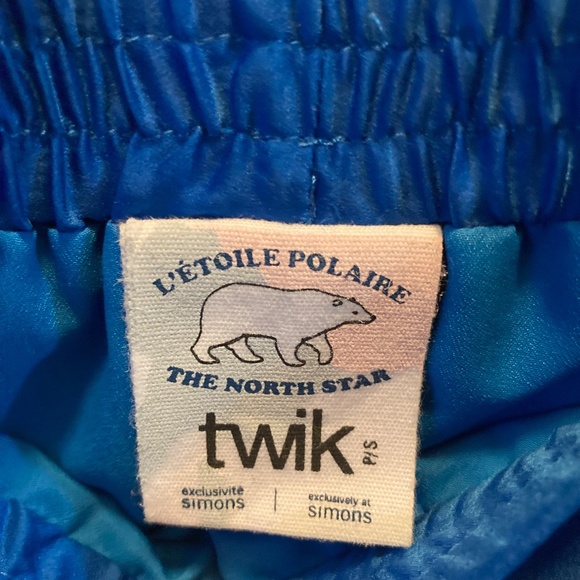 L'ÉTOILE POLAIRE
THE NORTH STAR
twik P/S
exclusivité
simons
exclusively at
simons